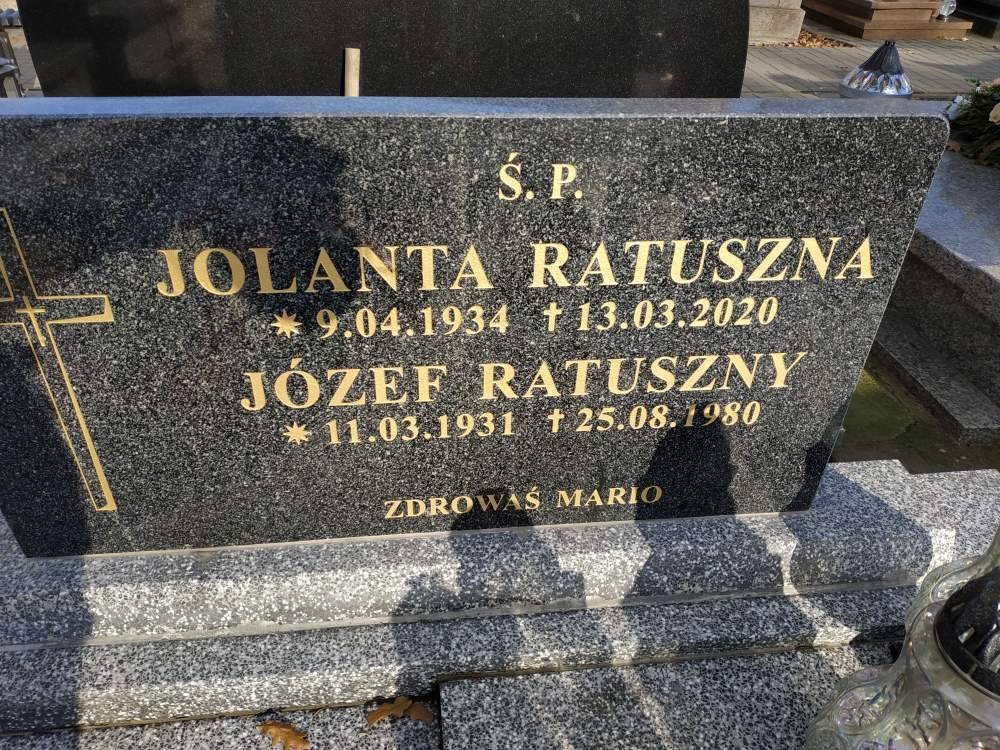 Ś. P.
JOLANTA RATUSZNA
✷ 9.04.1934 † 13.03.2020
JÓZEF RATUSZNY
✷ 11.03.1931 † 25.08.1980
ZDROWAŚ MARIO